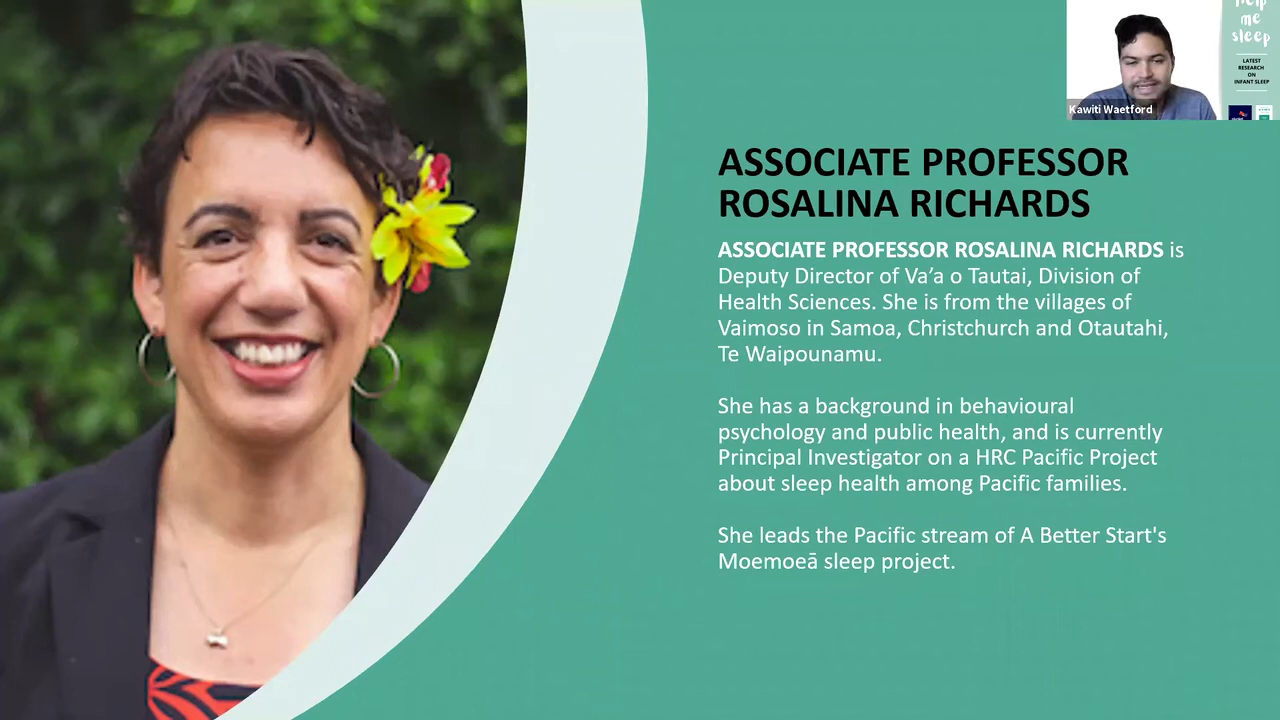 help
me
sleep
LATEST
RESEARCH
ON
INFANT SLEEP
Kawiti Waetford
ASSOCIATE PROFESSOR
ROSALINA RICHARDS
ASSOCIATE PROFESSOR ROSALINA RICHARDS is
Deputy Director of Va’a o Tautai, Division of
Health Sciences. She is from the villages of
Vaimoso in Samoa, Christchurch and Otautahi,
Te Waipounamu.
She has a background in behavioural
psychology and public health, and is currently
Principal Investigator on a HRC Pacific Project
about sleep health among Pacific families.
She leads the Pacific stream of A Better Start's
Moemoeā sleep project.